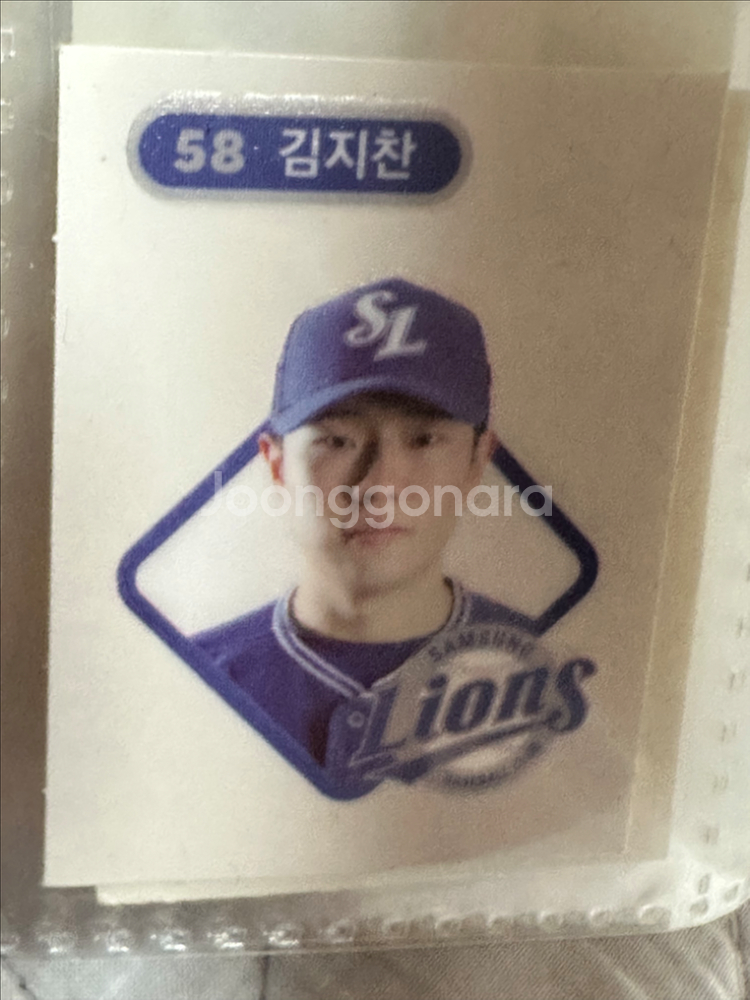 58 김지찬
SL
Joonggonara
SAMSUNG
Lions